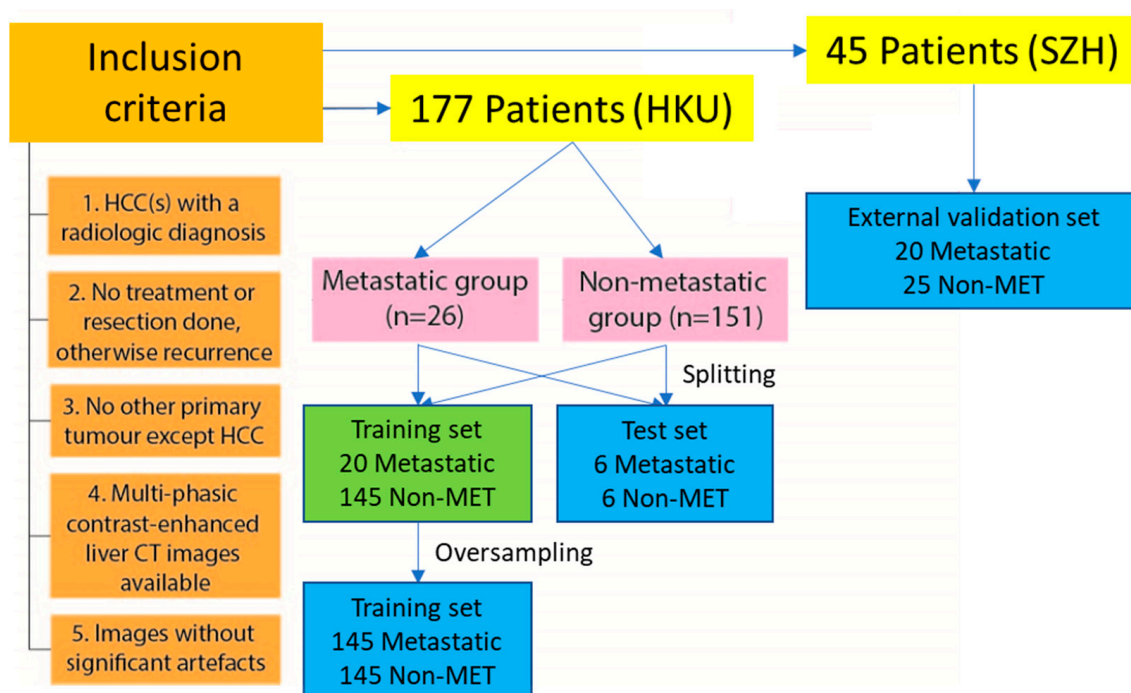 Inclusion
criteria
45 Patients (SZH)
177 Patients (HKU)
1. HCC(s) with a
radiologic diagnosis
2. No treatment or
resection done,
otherwise recurrence
3. No other primary
tumour except HCC
4. Multi-phasic
contrast-enhanced
liver CT images
available
5. Images without
significant artefacts
External validation set
20 Metastatic
25 Non-MET
Metastatic group
(n=26)
Non-metastatic
group (n=151)
Splitting
Training set
20 Metastatic
145 Non-MET
Test set
6 Metastatic
6 Non-MET
Oversampling
Training set
145 Metastatic
145 Non-MET